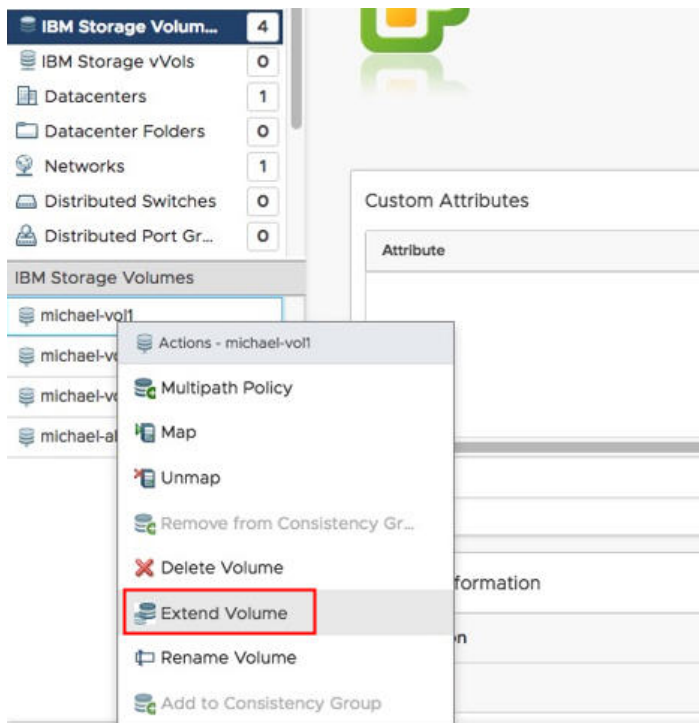 IBM Storage Volum... 4
IBM Storage vVols 0
Datacenters 1
Datacenter Folders 0
Networks 1
Distributed Switches 0
Distributed Port Gr... 0
Custom Attributes
Attribute
IBM Storage Volumes
michael-vol1
Actions - michael-vol1
Multipath Policy
Map
Unmap
Remove from Consistency Gr...
Delete Volume
Extend Volume
Rename Volume
Add to Consistency Group